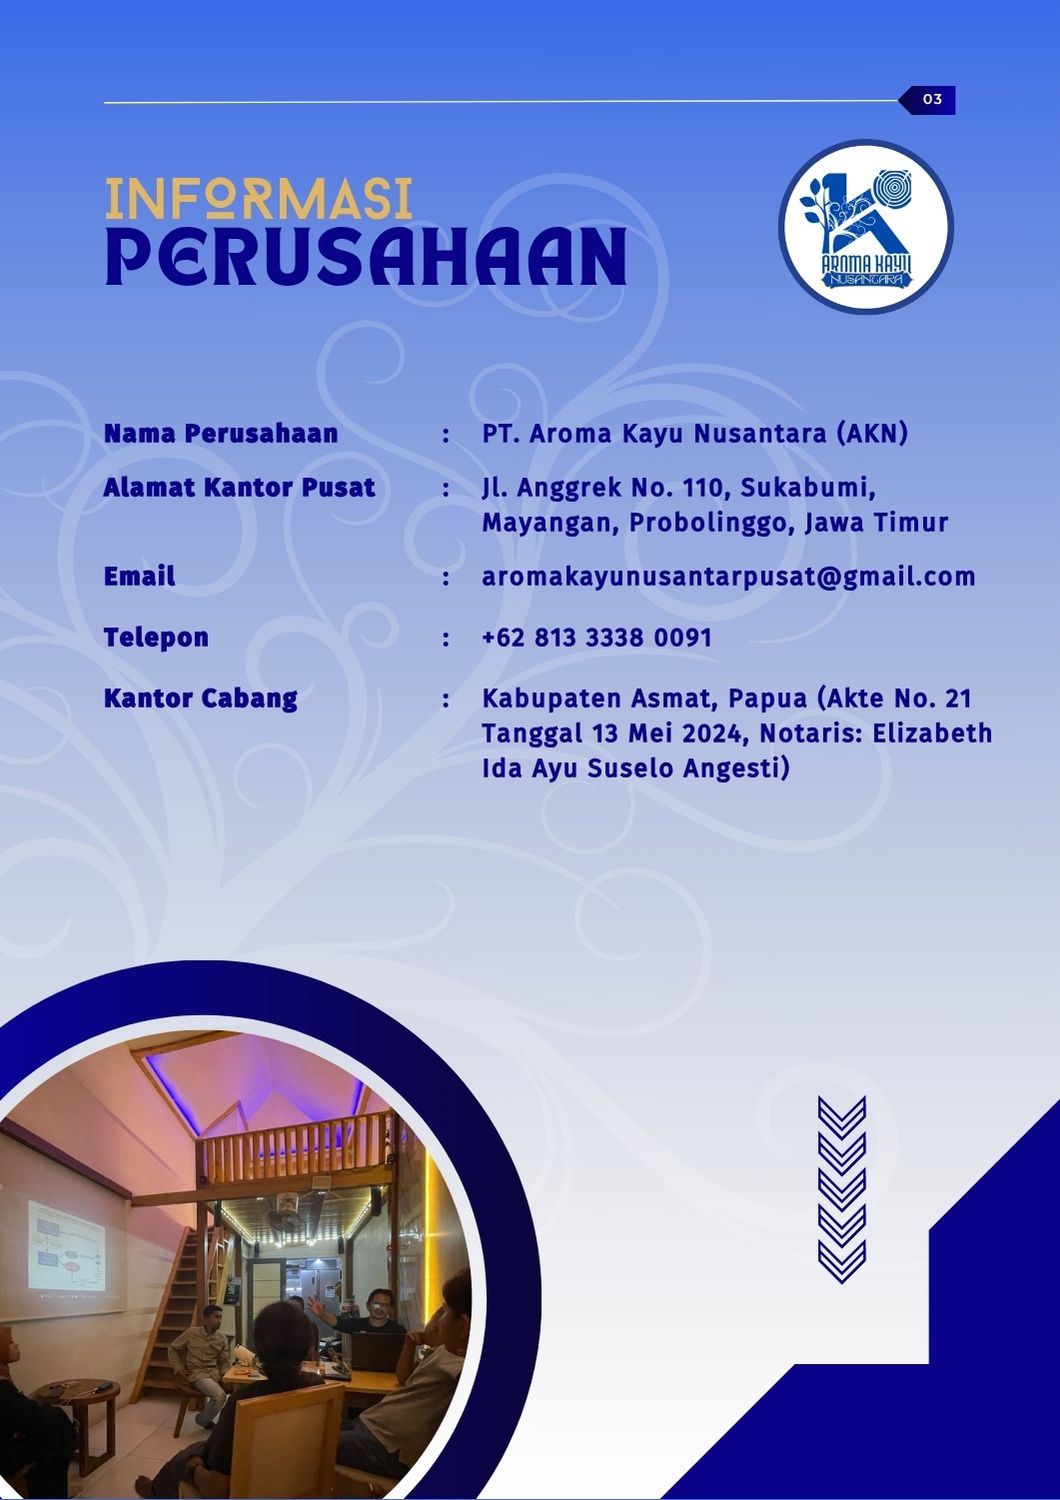 03
INFORMASI
PERUSAHAAN
AROMA KAYU
NUSANTARA
Nama Perusahaan : PT. Aroma Kayu Nusantara (AKN)
Alamat Kantor Pusat : Jl. Anggrek No. 110, Sukabumi,
Mayangan, Probolinggo, Jawa Timur
Email : aromakayunusantarpusat@gmail.com
Telepon : +62 813 3338 0091
Kantor Cabang : Kabupaten Asmat, Papua (Akte No. 21
Tanggal 13 Mei 2024, Notaris: Elizabeth
Ida Ayu Suselo Angesti)